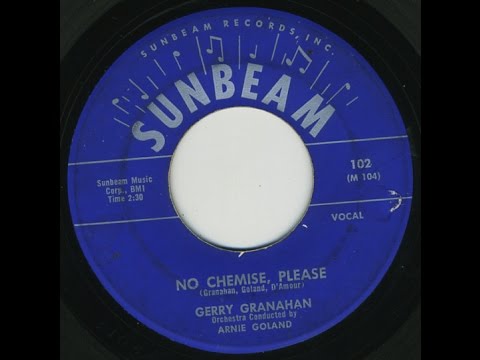 SUNBEAM RECORDS, INC.
SUNBEAM
102
(M 104)
Sunbeam Music
Corp., BMI
Time 2:30
VOCAL
NO CHEMISE, PLEASE
(Granahan, Goland, D'Amour)
GERRY GRANAHAN
Orchestra Conducted by
ARNIE GOLAND